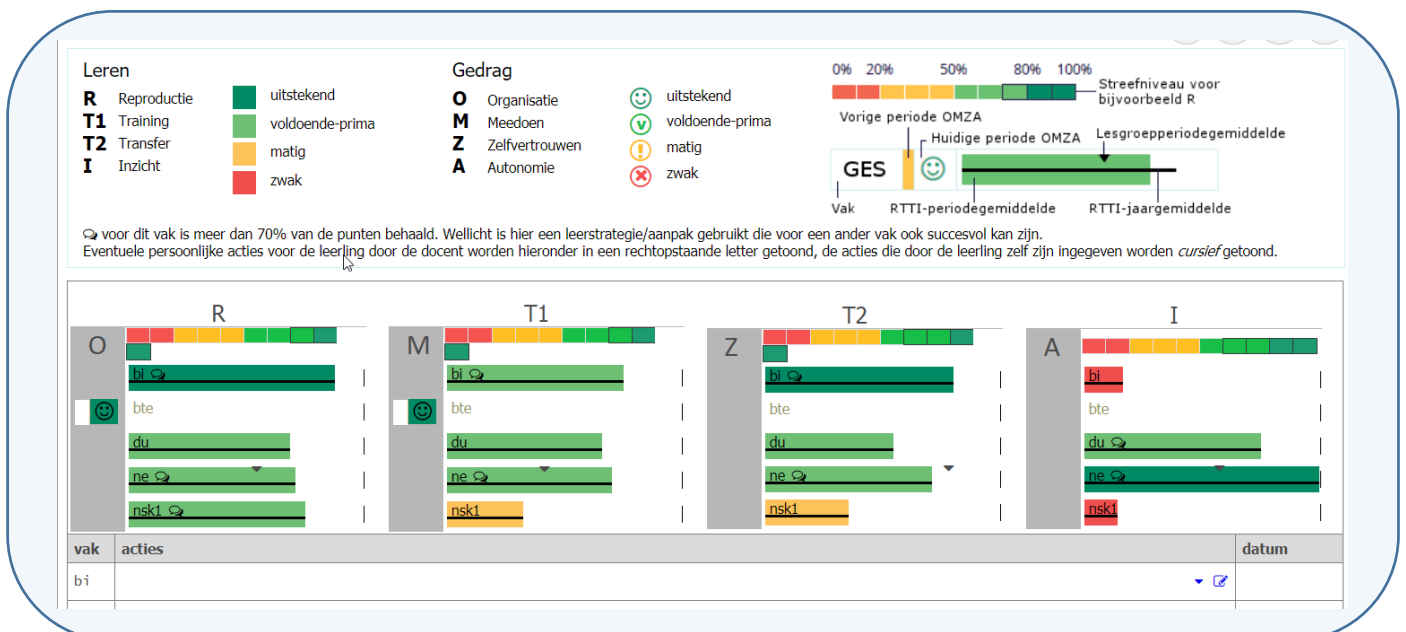 Leren
R Reproductie
T1 Training
T2 Transfer
I Inzicht
uitstekend
voldoende-prima
matig
zwak
Gedrag
O Organisatie
M Meedoen
Z Zelfvertrouwen
A Autonomie
uitstekend
v voldoende-prima
matig
zwak
0% 20% 50% 80% 100%
Streefniveau voor
bijvoorbeeld R
Vorige periode OMZA
Huidige periode OMZA
Lesgroepperiodegemiddelde
GES
Vak
RTTI-periodegemiddelde
RTTI-jaargemiddelde
voor dit vak is meer dan 70% van de punten behaald. Wellicht is hier een leerstrategie/aanpak gebruikt die voor een ander vak ook succesvol kan zijn.
Eventuele persoonlijke acties voor de leerling door de docent worden hieronder in een rechtopstaande letter getoond, de acties die door de leerling zelf zijn ingegeven worden cursief getoond.
R
O
bi
bte
du
ne
nsk1
T1
M
bi
bte
du
ne
nsk1
T2
Z
bi
bte
du
ne
nsk1
I
A
bi
bte
du
ne
nsk1
vak acties datum
bi